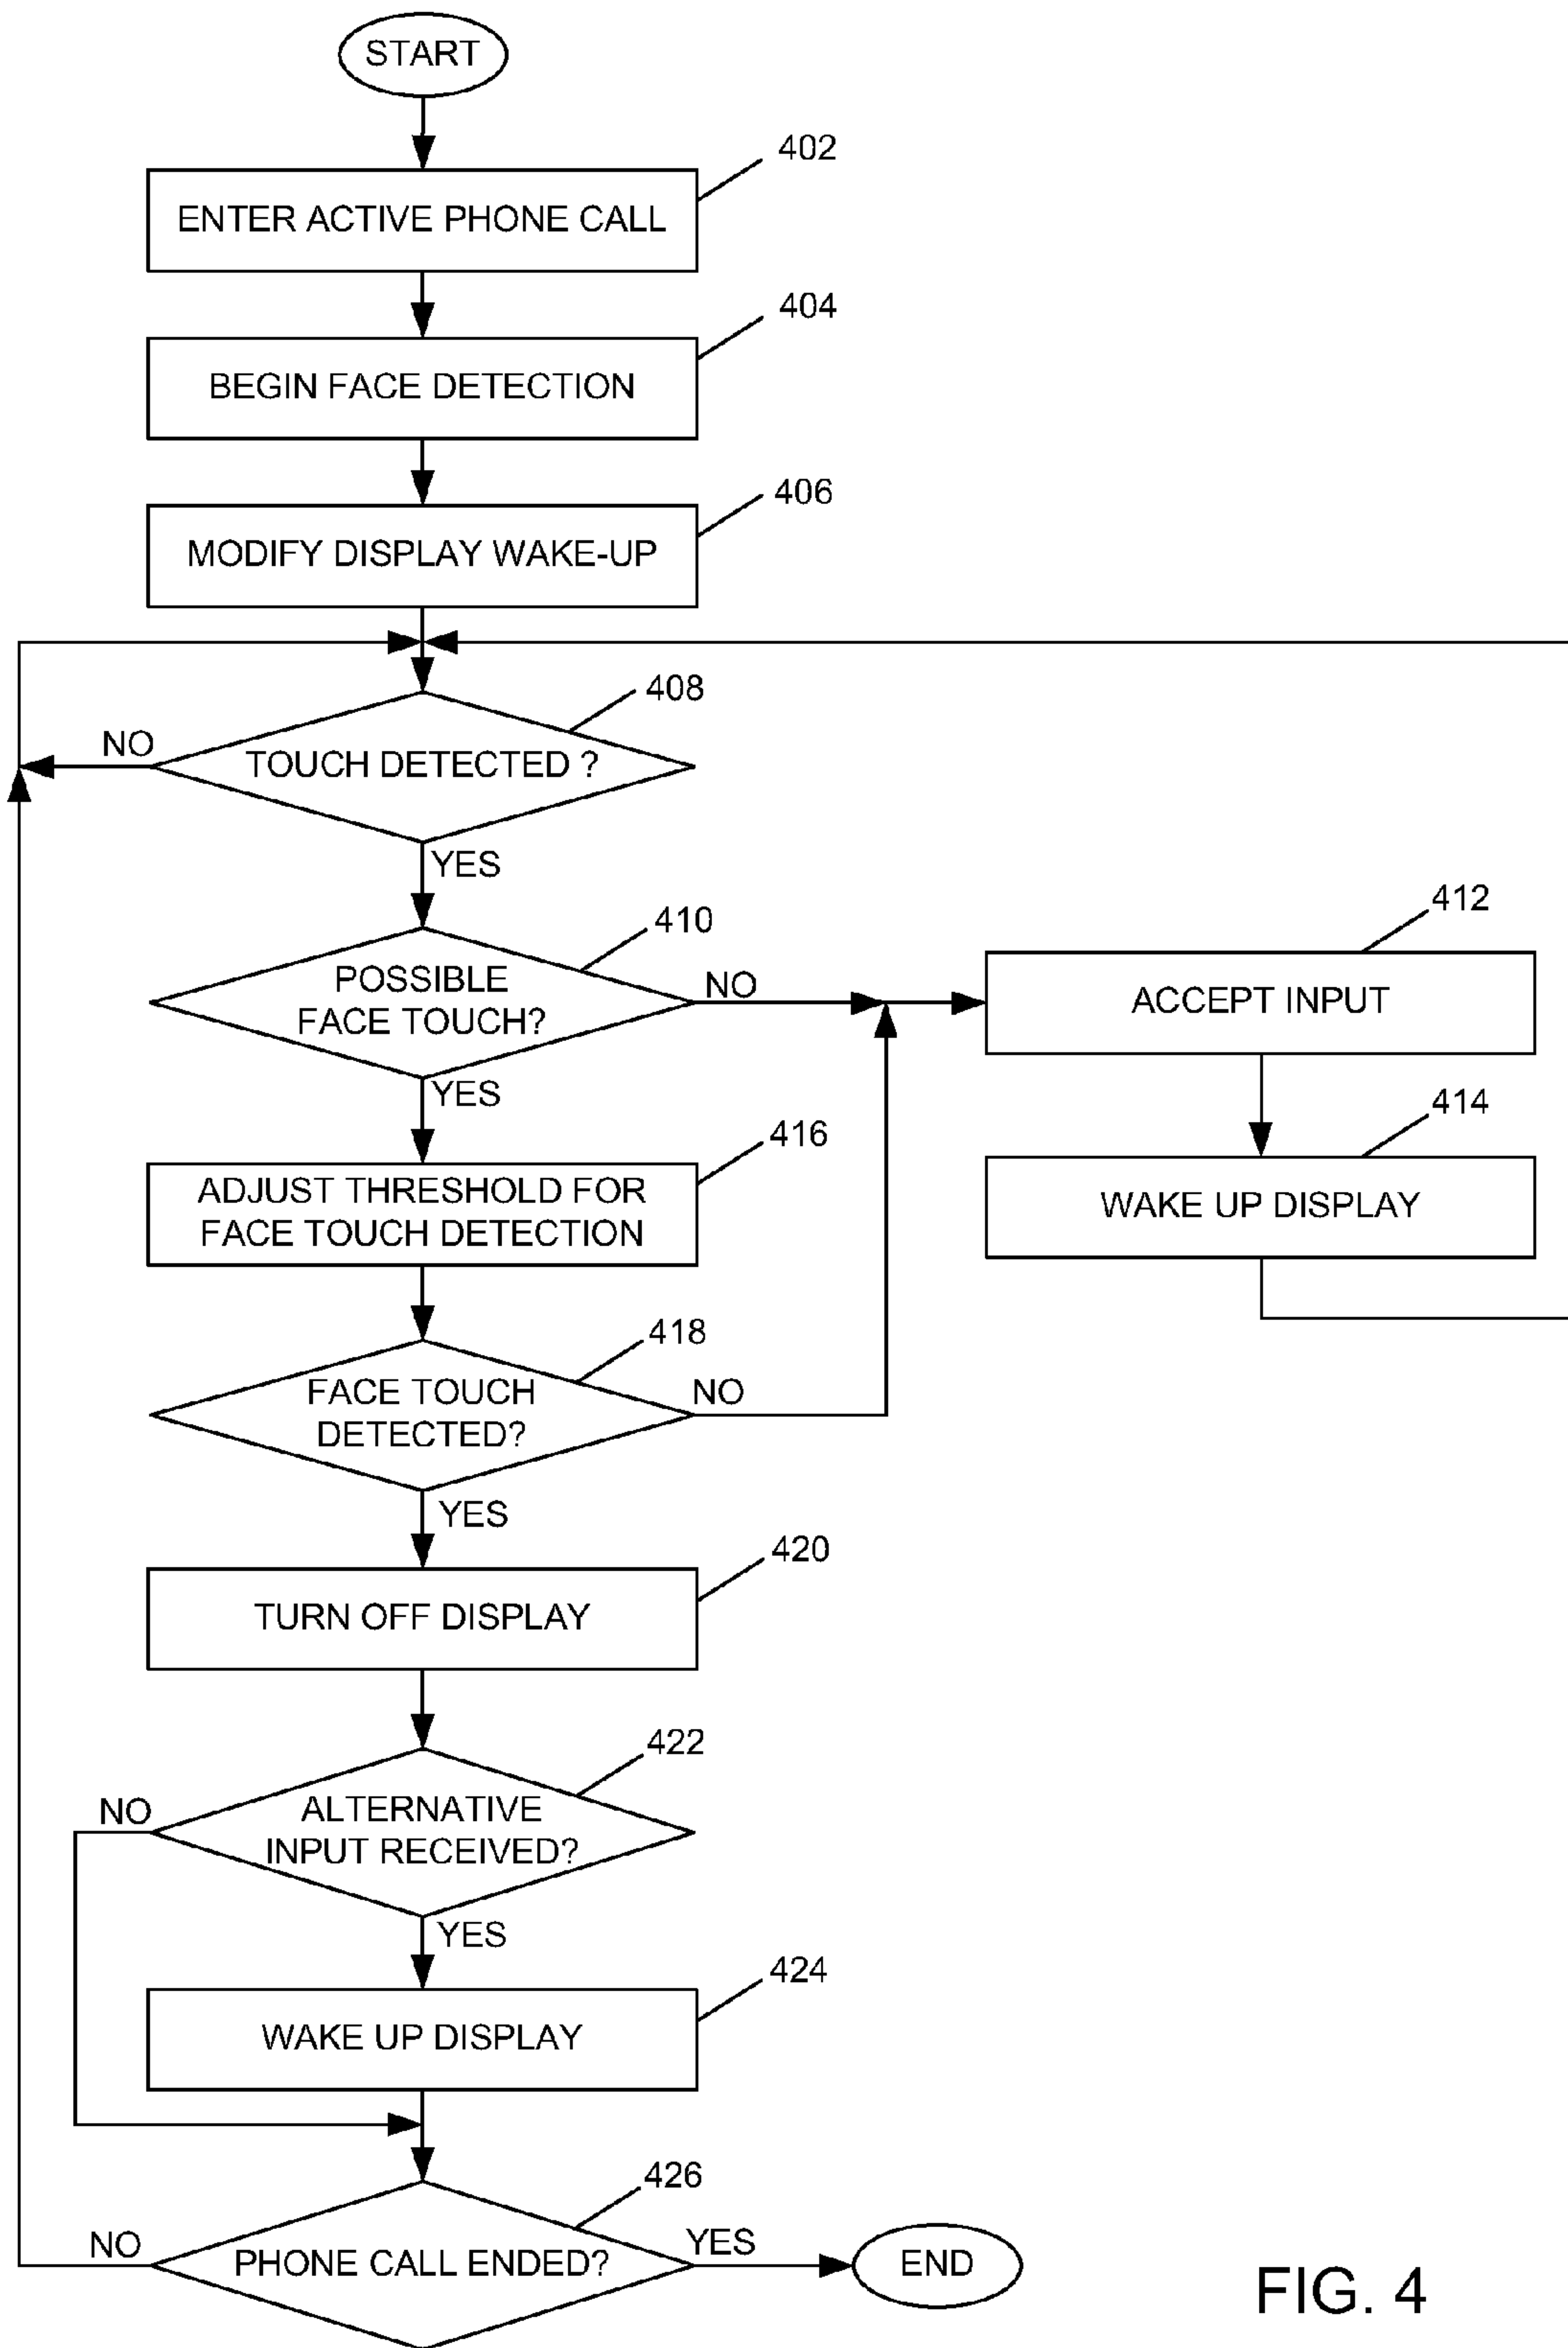 START
402
ENTER ACTIVE PHONE CALL
404
BEGIN FACE DETECTION
406
MODIFY DISPLAY WAKE-UP
408
NO
TOUCH DETECTED ?
YES
410
POSSIBLE
FACE TOUCH?
NO
412
ACCEPT INPUT
YES
414
WAKE UP DISPLAY
416
ADJUST THRESHOLD FOR
FACE TOUCH DETECTION
418
FACE TOUCH
DETECTED?
NO
YES
420
TURN OFF DISPLAY
422
NO
ALTERNATIVE
INPUT RECEIVED?
YES
424
WAKE UP DISPLAY
426
NO
PHONE CALL ENDED?
YES
END
FIG. 4